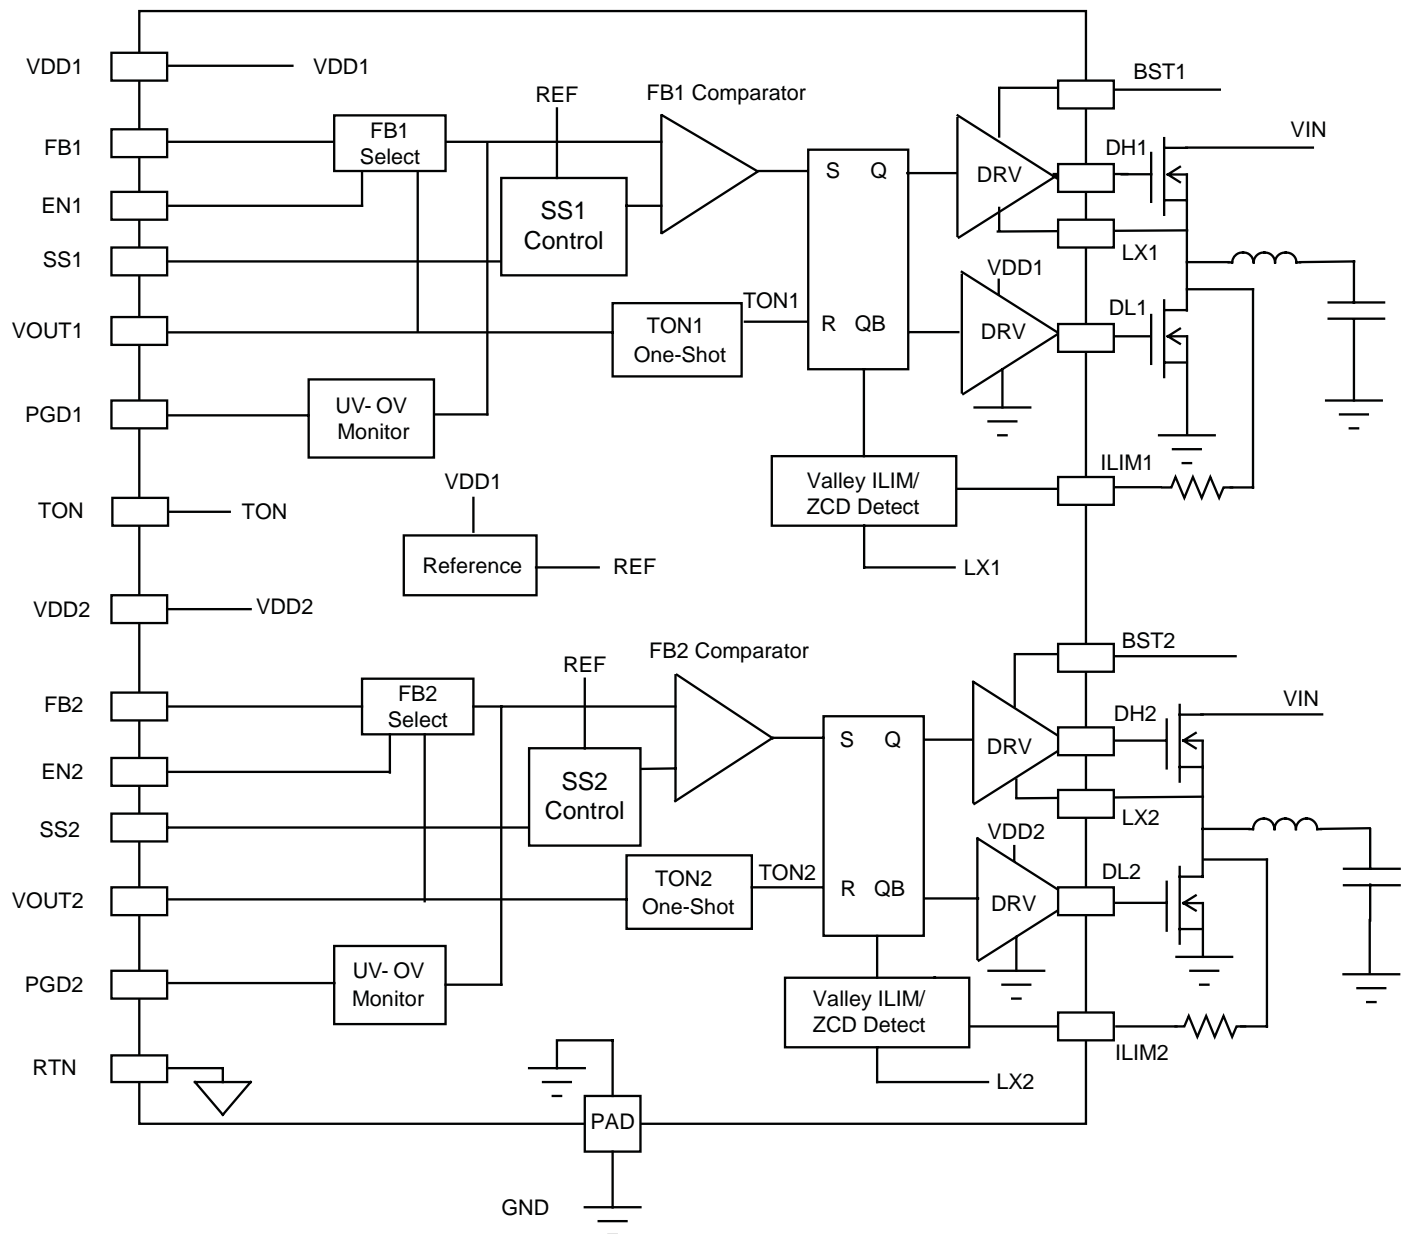 VDD1
VDD1
FB1
EN1
SS1
VOUT1
PGD1
TON
TON
VDD2
VDD2
FB1
Select
REF
FB1 Comparator
SS1
Control
TON1
One-Shot
TON1
UV- OV
Monitor
S Q
R QB
DRV
VDD1
DRV
BST1
DH1
VIN
LX1
DL1
ILIM1
Valley ILIM/
ZCD Detect
LX1
VDD1
Reference
REF
FB2
EN2
SS2
VOUT2
PGD2
RTN
FB2
Select
REF
FB2 Comparator
SS2
Control
TON2
One-Shot
TON2
UV- OV
Monitor
S Q
R QB
DRV
VDD2
DRV
BST2
DH2
VIN
LX2
DL2
ILIM2
Valley ILIM/
ZCD Detect
LX2
PAD
GND